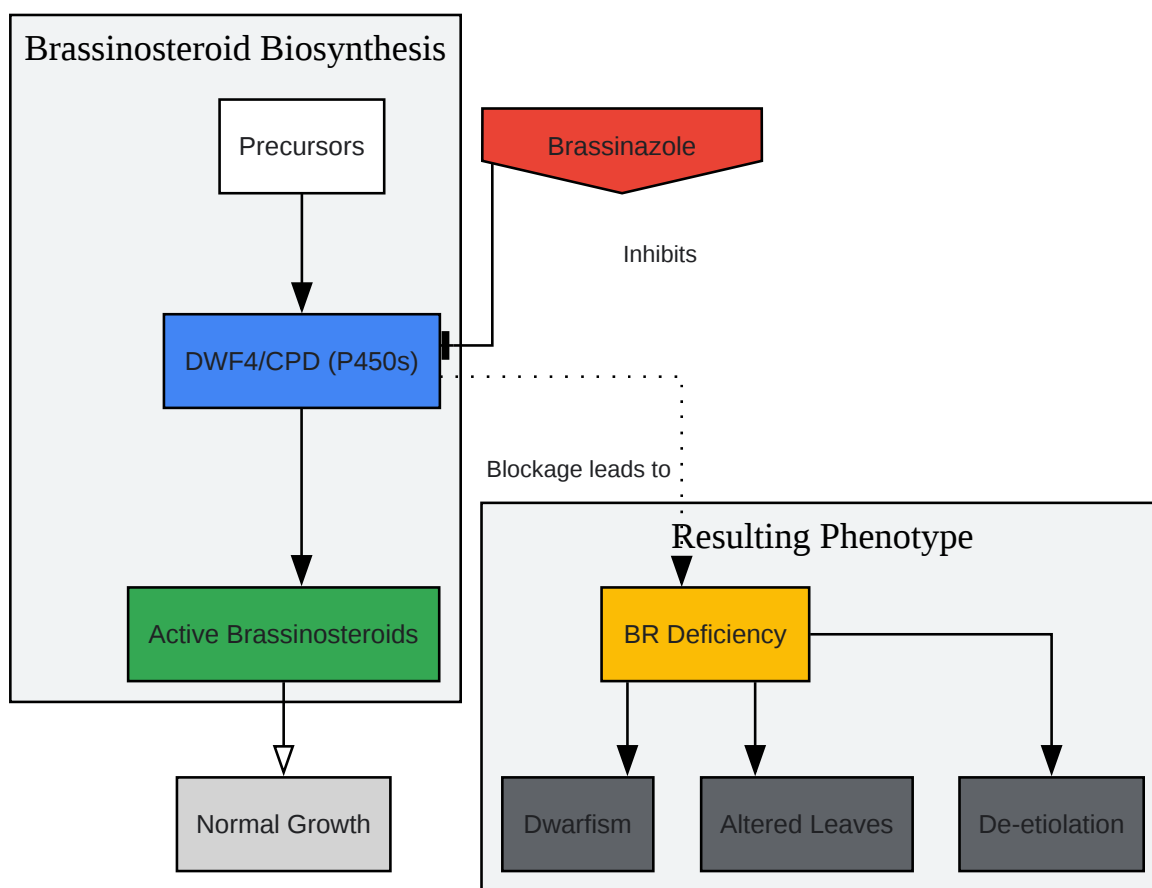 Brassinosteroid Biosynthesis
Precursors
Brassinazole
Inhibits
DWF4/CPD (P450s)
Blockage leads to
Resulting Phenotype
Active Brassinosteroids
BR Deficiency
Normal Growth
Dwarfism
Altered Leaves
De-etiolation